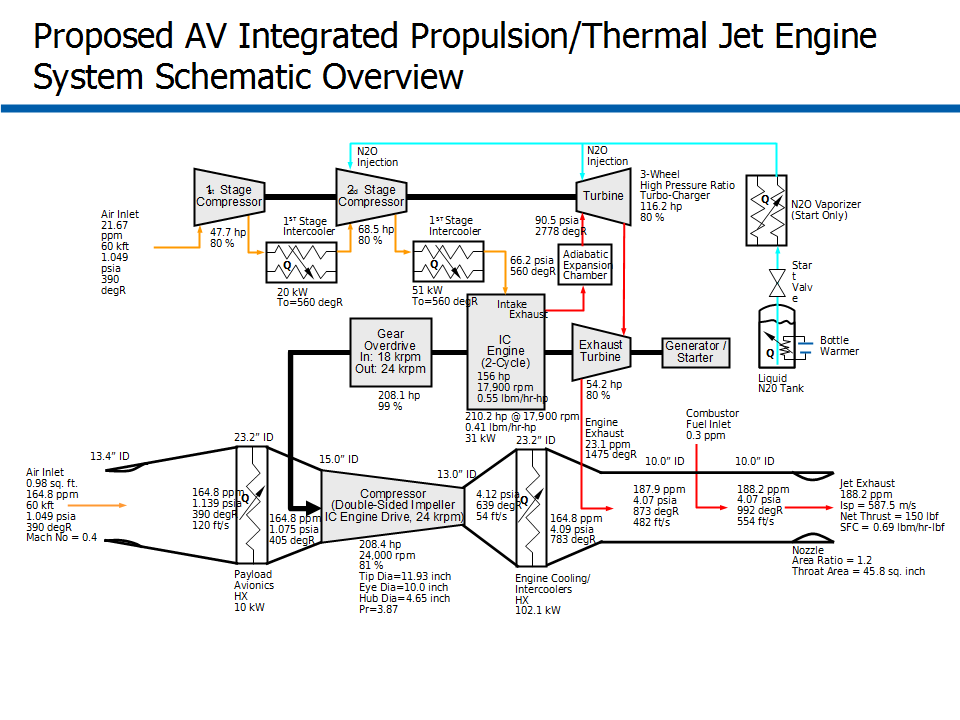 Proposed AV Integrated Propulsion/Thermal Jet Engine
System Schematic Overview
N2O
Injection
N2O
Injection
1st Stage
Compressor
2nd Stage
Compressor
Turbine
3-Wheel
High Pressure Ratio
Turbo-Charger
116.2 hp
80 %
Q
N2O Vaporizer
(Start Only)
Air Inlet
21.67
ppm
60 kft
1.049
psia
390
degR
47.7 hp
80 %
1ST Stage
Intercooler
Q
20 kW
To=560 degR
68.5 hp
80 %
1ST Stage
Intercooler
Q
51 kW
To=560 degR
90.5 psia
2778 degR
66.2 psia
560 degR
Adiabatic
Expansion
Chamber
Star
t
Valv
e
Q
Bottle
Warmer
Liquid
N2O Tank
Gear
Overdrive
In: 18 krpm
Out: 24 krpm
208.1 hp
99 %
Intake
Exhaust
IC
Engine
(2-Cycle)
156 hp
17,900 rpm
0.55 lbm/hr-hp
210.2 hp @ 17,900 rpm
0.41 lbm/hr-hp
31 kW
Exhaust
Turbine
54.2 hp
80 %
Generator /
Starter
Engine
Exhaust
23.1 ppm
1475 degR
Combustor
Fuel Inlet
0.3 ppm
13.4" ID
23.2" ID
15.0" ID
13.0" ID
23.2" ID
10.0" ID
10.0" ID
Air Inlet
0.98 sq. ft.
164.8 ppm
60 kft
1.049 psia
390 degR
Mach No = 0.4
164.8 ppm
1.139 psia
390 degR
120 ft/s
Q
Payload
Avionics
HX
10 kW
164.8 ppm
1.075 psia
405 degR
Compressor
(Double-Sided Impeller
IC Engine Drive, 24 krpm)
208.4 hp
24,000 rpm
81 %
Tip Dia=11.93 inch
Eye Dia=10.0 inch
Hub Dia=4.65 inch
Pr=3.87
4.12 psia
639 degR
54 ft/s
Q
Engine Cooling/
Intercoolers
HX
102.1 kW
164.8 ppm
4.09 psia
783 degR
187.9 ppm
4.07 psia
873 degR
482 ft/s
188.2 ppm
4.07 psia
992 degR
554 ft/s
Jet Exhaust
188.2 ppm
Isp = 587.5 m/s
Net Thrust = 150 lbf
SFC = 0.69 lbm/hr-lbf
Nozzle
Area Ratio = 1.2
Throat Area = 45.8 sq. inch